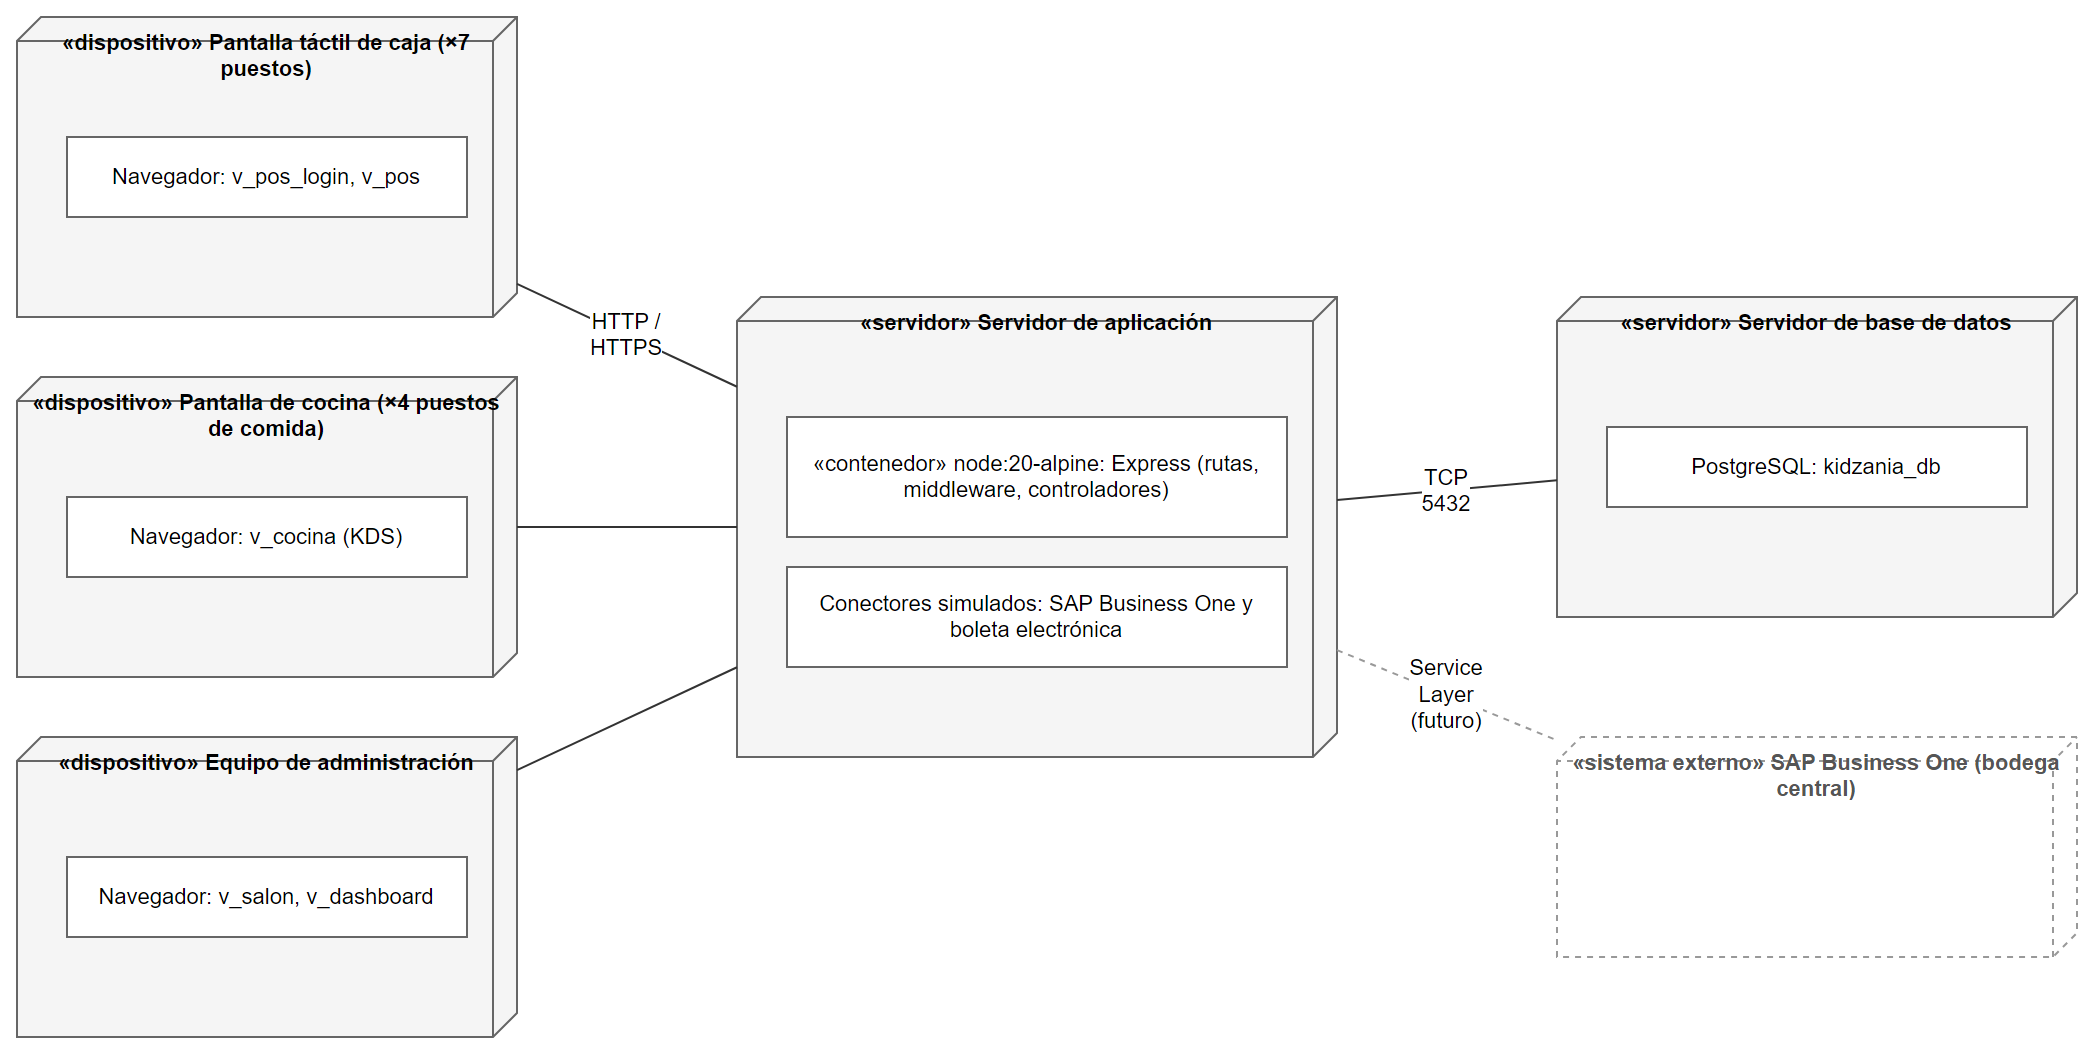 «dispositivo» Pantalla táctil de caja (×7
puestos)
Navegador: v_pos_login, v_pos
HTTP /
HTTPS
«dispositivo» Pantalla de cocina (×4 puestos
de comida)
Navegador: v_cocina (KDS)
«dispositivo» Equipo de administración
Navegador: v_salon, v_dashboard
«servidor» Servidor de aplicación
«contenedor» node:20-alpine: Express (rutas,
middleware, controladores)
Conectores simulados: SAP Business One y
boleta electrónica
TCP
5432
«servidor» Servidor de base de datos
PostgreSQL: kidzania_db
Service
Layer
(futuro)
«sistema externo» SAP Business One (bodega
central)